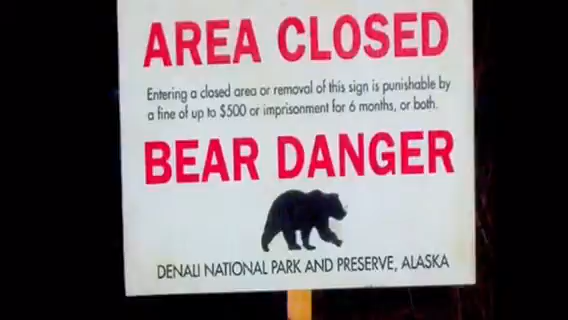 AREA CLOSED
Entering a closed area or removal of this sign is punishable by
a fine of up to $500 or imprisonment for 6 months, or both.
BEAR DANGER
DENALI NATIONAL PARK AND PRESERVE, ALASKA